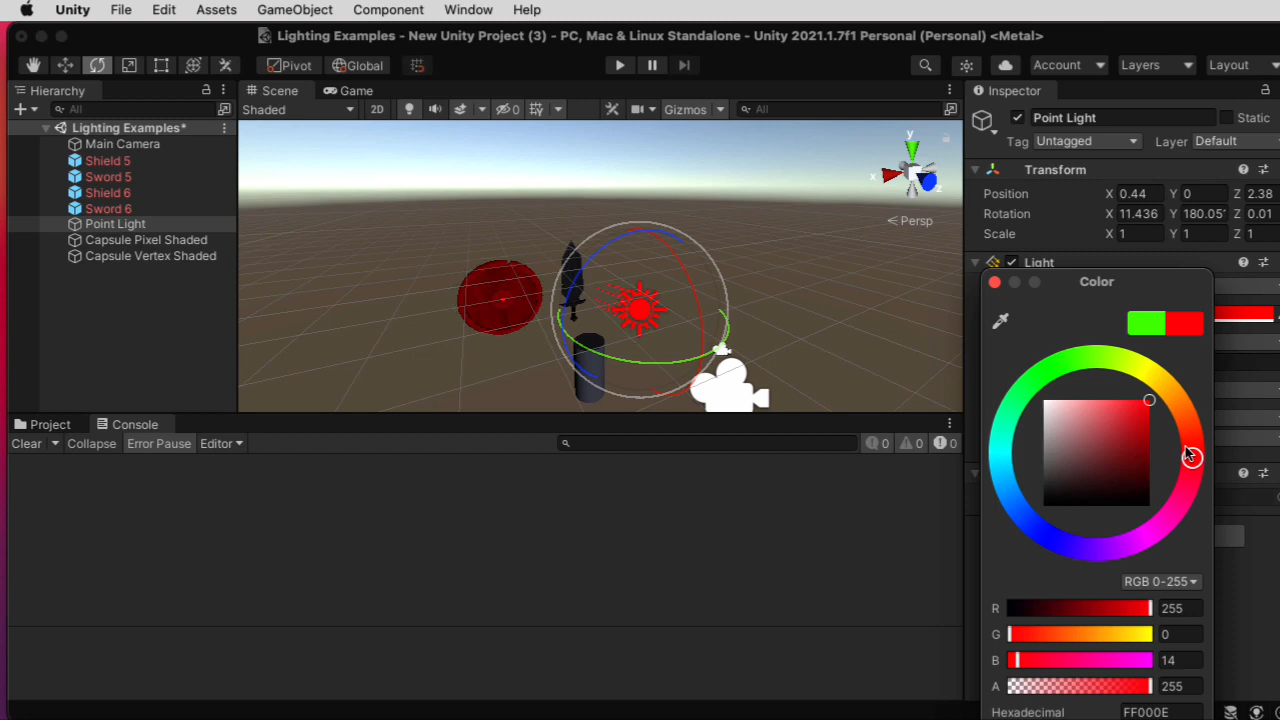 Unity File Edit Assets GameObject Component Window Help
Lighting Examples - New Unity Project (3) - PC, Mac & Linux Standalone - Unity 2021.1.7f1 Personal (Personal) <Metal>
Pivot Global Account Layers Layout
Hierarchy Scene Game Inspector
All Shaded 2D 0 Gizmos All
Point Light Static
Lighting Examples*
Main Camera
Tag Untagged Layer Default
Shield 5
Sword 5
Shield 6
Sword 6
Point Light
Capsule Pixel Shaded
Capsule Vertex Shaded
y
x
z
Persp
Transform
Position X 0.44 Y 0 Z 2.38
Rotation X 11.436 Y 180.05 Z 0.01
Scale X 1 Y 1 Z 1
Light
Project Console
Clear Collapse Error Pause Editor 0 0 0
Color
RGB 0-255
R 255
G 0
B 14
A 255
Hexadecimal FF000E